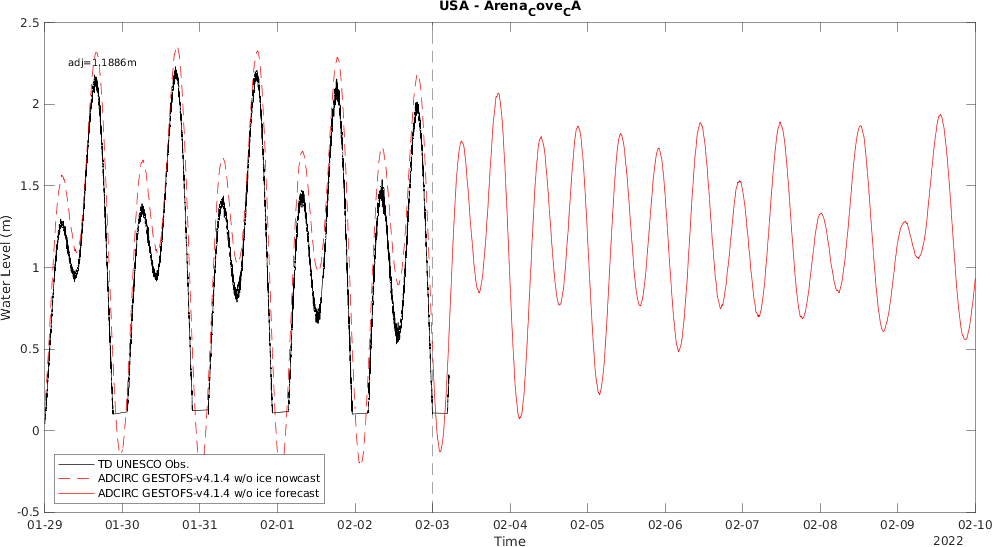 USA - ArenaCoveCA
adj=1.1886m
2.5
2
1.5
1
0.5
0
-0.5
Water Level (m)
TD UNESCO Obs.
ADCIRC GESTOFS-v4.1.4 w/o ice nowcast
ADCIRC GESTOFS-v4.1.4 w/o ice forecast
01-29 01-30 01-31 02-01 02-02 02-03 02-04 02-05 02-06 02-07 02-08 02-09 02-10
Time
2022